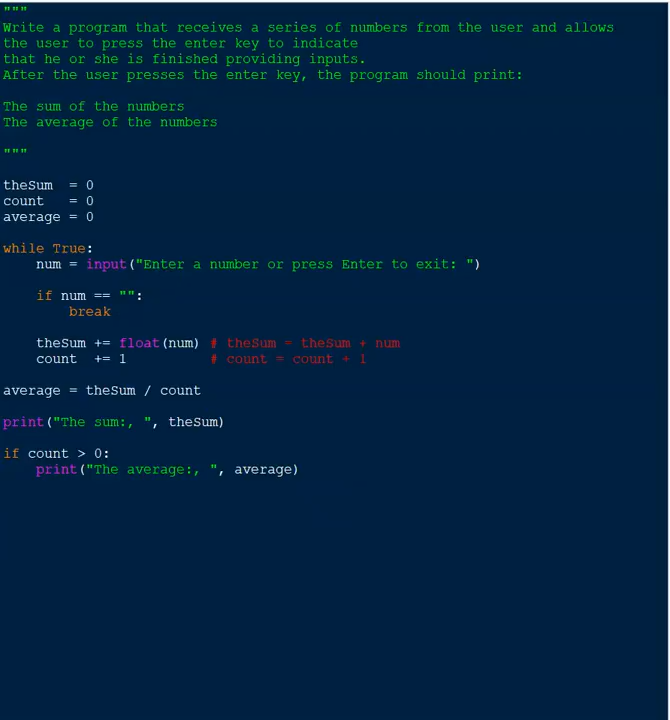 """
Write a program that receives a series of numbers from the user and allows
the user to press the enter key to indicate
that he or she is finished providing inputs.
After the user presses the enter key, the program should print:
The sum of the numbers
The average of the numbers
"""
theSum  = 0
count   = 0
average = 0
while True:
    num = input("Enter a number or press Enter to exit: ")
    if num == "":
        break
    theSum += float(num) # theSum = theSum + num
    count  += 1          # count = count + 1
average = theSum / count
print("The sum:, ", theSum)
if count > 0:
    print("The average:, ", average)